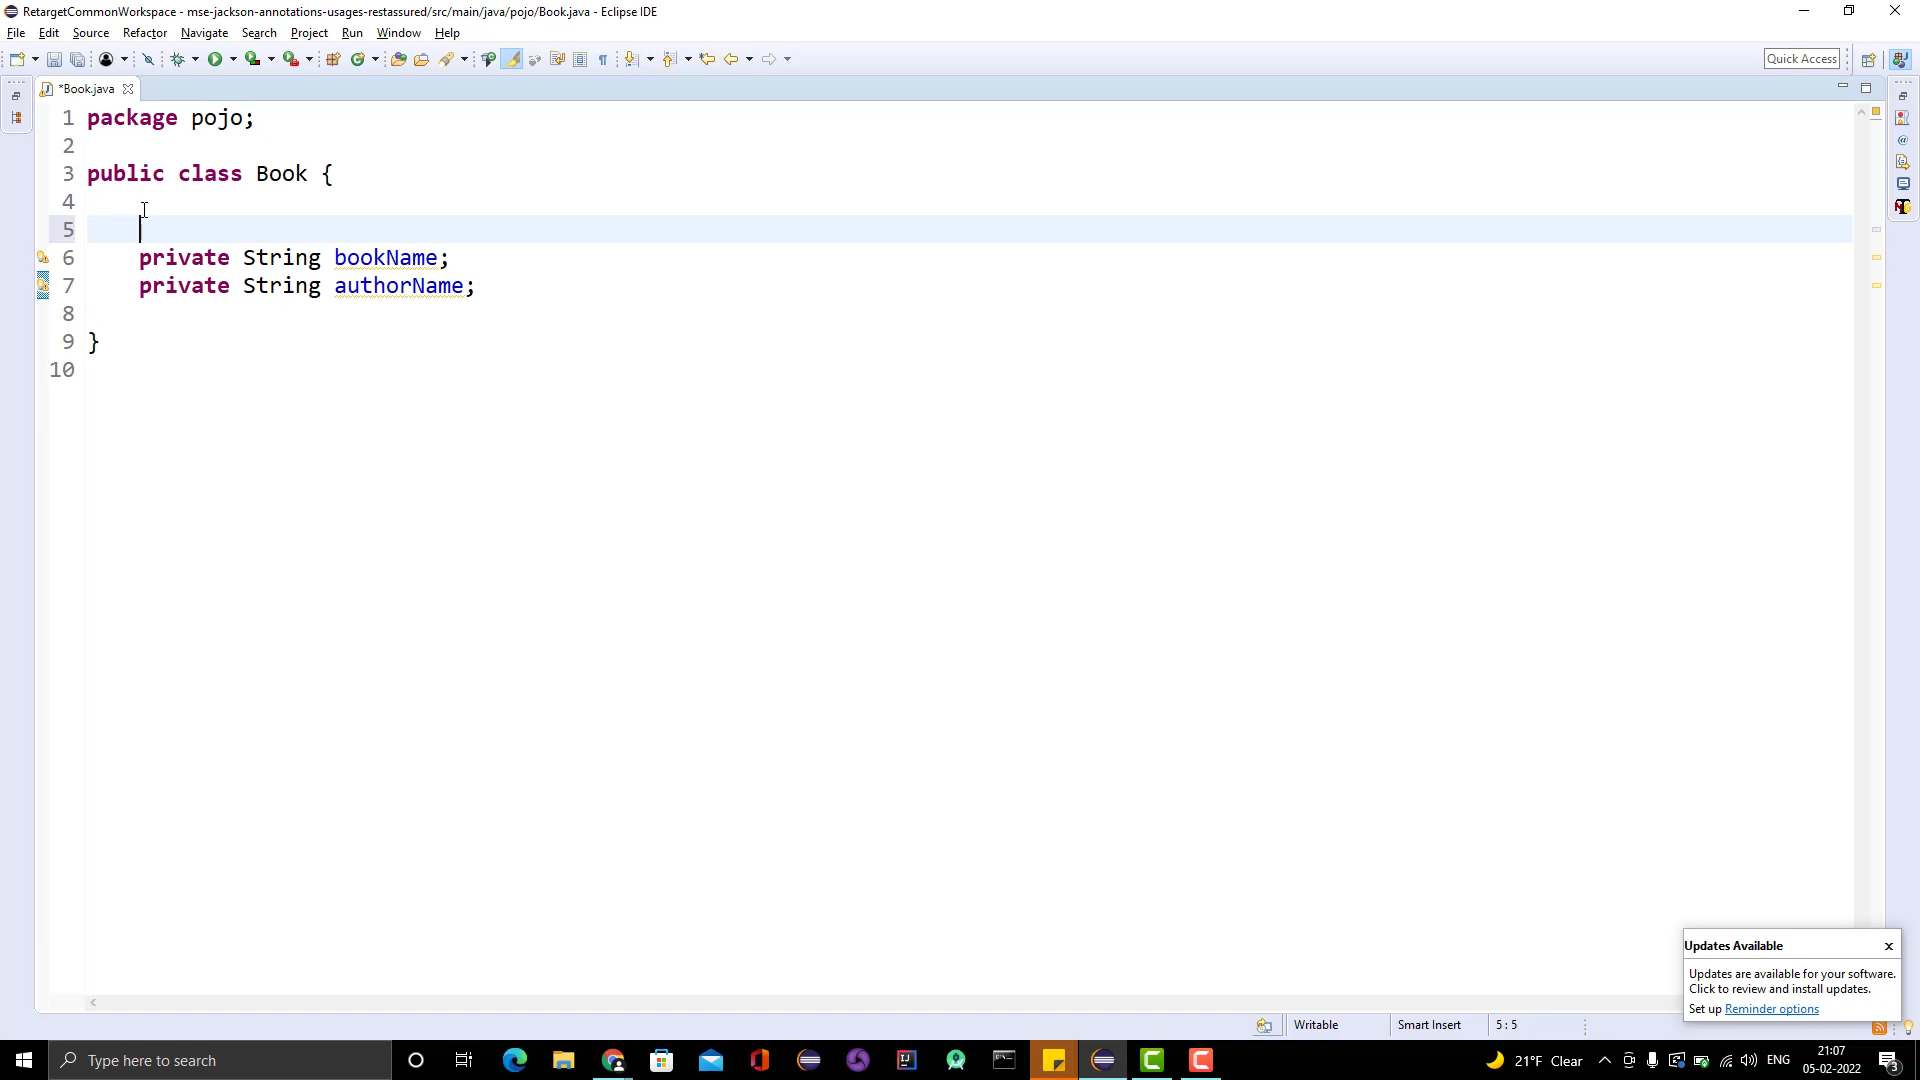 RetargetCommonWorkspace - mse-jackson-annotations-usages-restassured/src/main/java/pojo/Book.java - Eclipse IDE
File Edit Source Refactor Navigate Search Project Run Window Help
Quick Access
*Book.java
1 package pojo;
2
3 public class Book {
4
5
6 private String bookName;
7 private String authorName;
8
9 }
10
Updates Available
Updates are available for your software.
Click to review and install updates.
Set up Reminder options
Writable Smart Insert 5 : 5
Type here to search
21°F Clear
ENG
21:07
05-02-2022
3